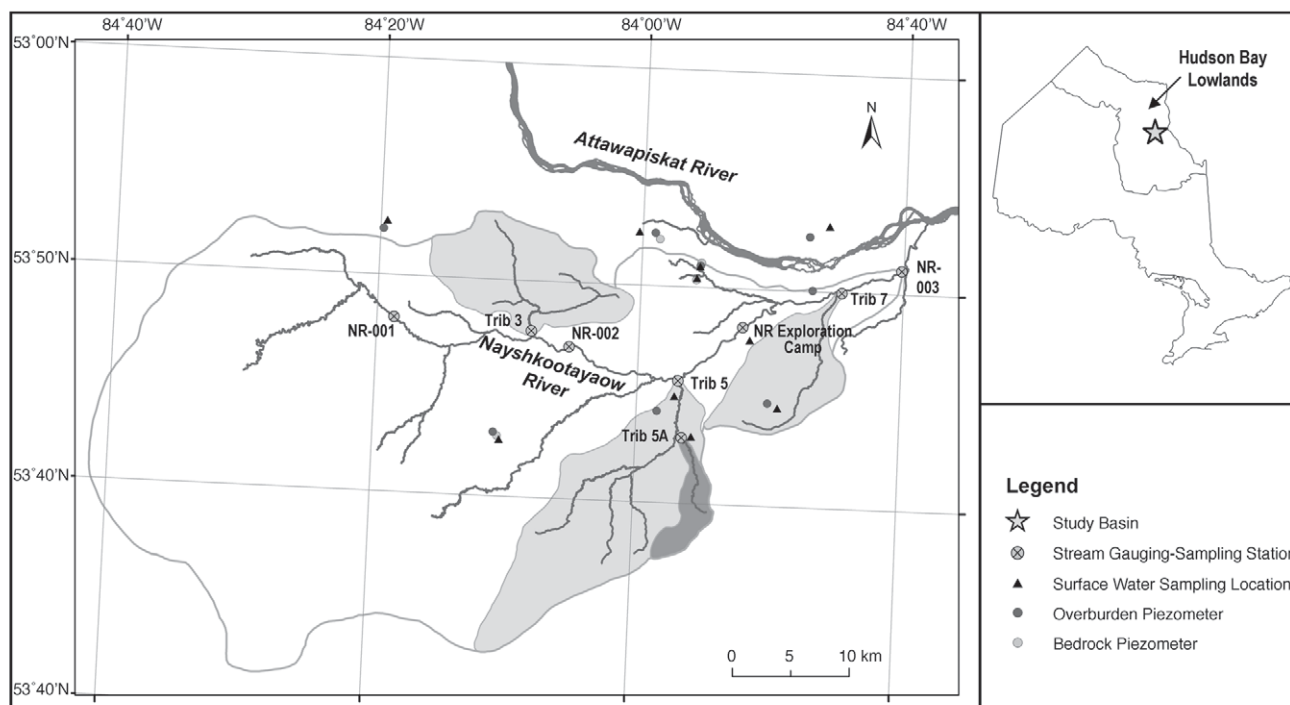 84˚40'W
84˚20'W
84˚00'W
84˚40'W
53˚00'N
N
Hudson Bay
Lowlands
Attawapiskat River
53˚50'N
NR-
003
Trib 7
NR-001
Trib 3
NR-002
NR Exploration
Camp
Nayshkootayaow
River
Trib 5
Trib 5A
53˚40'N
53˚40'N
0 5 10 km
Legend
Study Basin
Stream Gauging-Sampling Station
Surface Water Sampling Location
Overburden Piezometer
Bedrock Piezometer